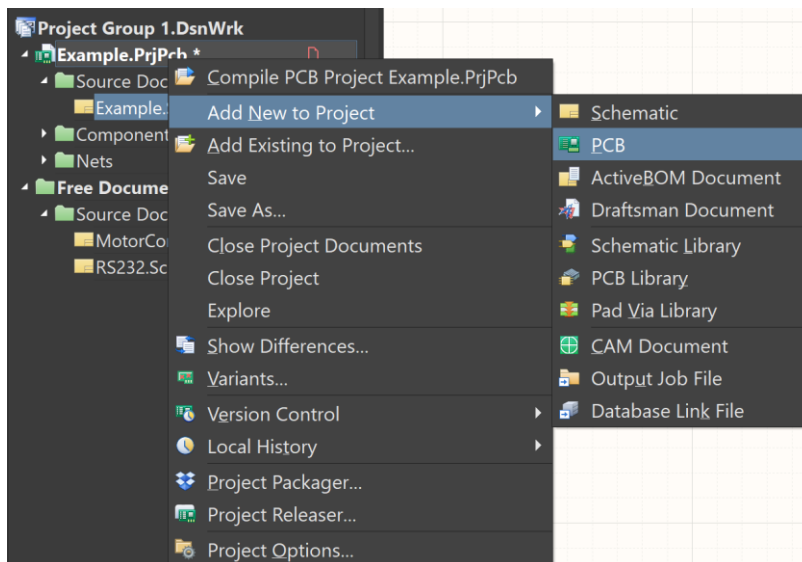 Project Group 1.DsnWrk
Example.PrjPcb *
Source Doc
Example.
Component
Nets
Free Docume
Source Doc
MotorCo
RS232.Sc
Compile PCB Project Example.PrjPcb
Add New to Project
Add Existing to Project...
Save
Save As...
Close Project Documents
Close Project
Explore
Show Differences...
Variants...
Version Control
Local History
Project Packager...
Project Releaser...
Project Options...
Schematic
PCB
ActiveBOM Document
Draftsman Document
Schematic Library
PCB Library
Pad Via Library
CAM Document
Output Job File
Database Link File